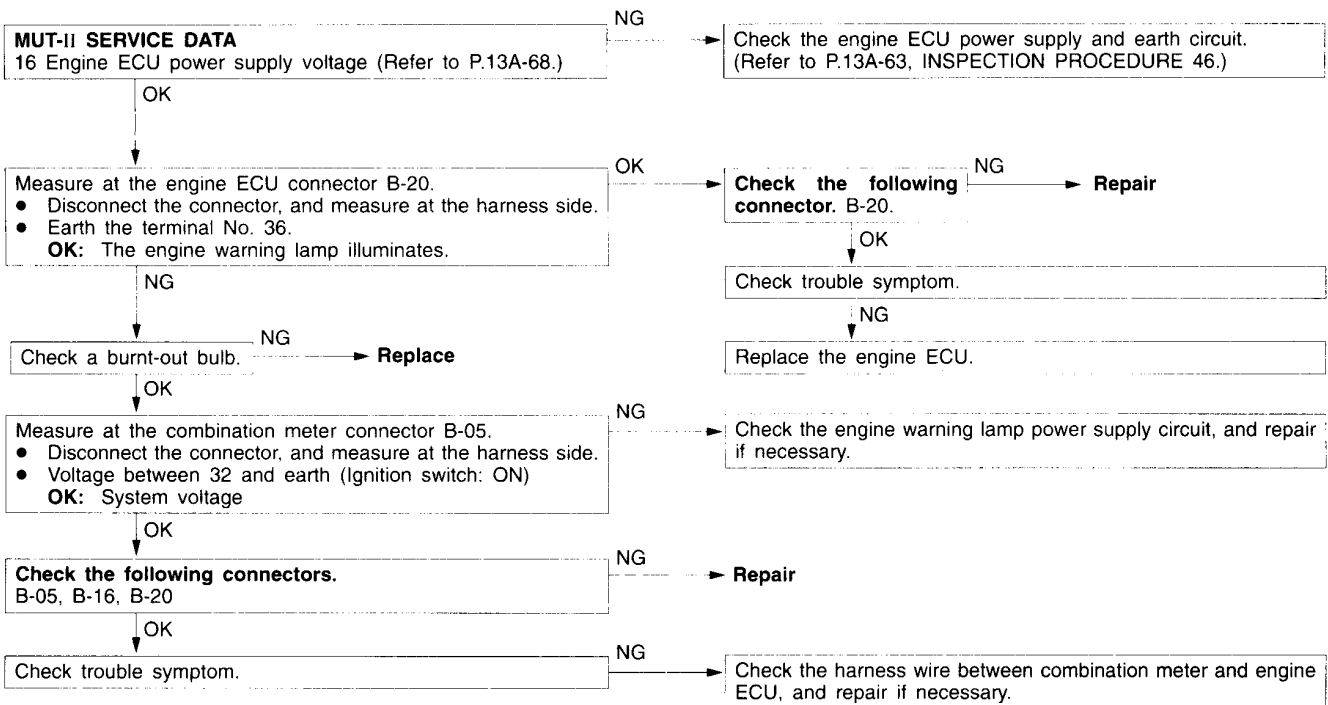 MUT-II SERVICE DATA
16 Engine ECU power supply voltage (Refer to P.13A-68.)
NG
Check the engine ECU power supply and earth circuit.
(Refer to P.13A-63, INSPECTION PROCEDURE 46.)
OK
Measure at the engine ECU connector B-20.
● Disconnect the connector, and measure at the harness side.
● Earth the terminal No. 36.
OK: The engine warning lamp illuminates.
OK
Check the following
connector. B-20.
NG
Repair
OK
Check trouble symptom.
NG
Replace the engine ECU.
NG
Check a burnt-out bulb.
NG
Replace
OK
Measure at the combination meter connector B-05.
● Disconnect the connector, and measure at the harness side.
● Voltage between 32 and earth (Ignition switch: ON)
OK: System voltage
NG
Check the engine warning lamp power supply circuit, and repair
if necessary.
OK
Check the following connectors.
B-05, B-16, B-20
NG
Repair
OK
Check trouble symptom.
NG
Check the harness wire between combination meter and engine
ECU, and repair if necessary.